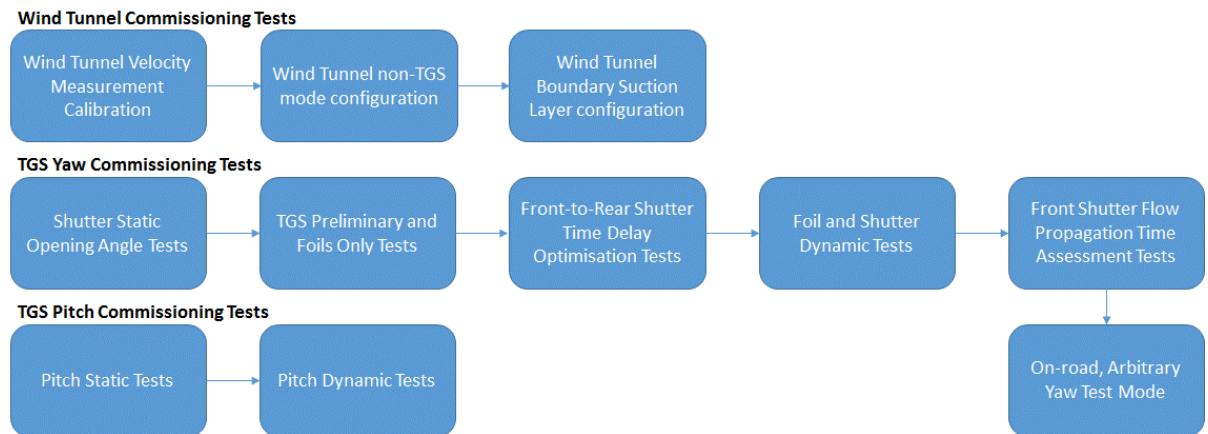 Wind Tunnel Commissioning Tests
Wind Tunnel Velocity
Measurement
Calibration
Wind Tunnel non-TGS
mode configuration
Wind Tunnel
Boundary Suction
Layer configuration
TGS Yaw Commissioning Tests
Shutter Static
Opening Angle Tests
TGS Preliminary and
Foils Only Tests
Front-to-Rear Shutter
Time Delay
Optimisation Tests
Foil and Shutter
Dynamic Tests
Front Shutter Flow
Propagation Time
Assessment Tests
TGS Pitch Commissioning Tests
Pitch Static Tests
Pitch Dynamic Tests
On-road, Arbitrary
Yaw Test Mode